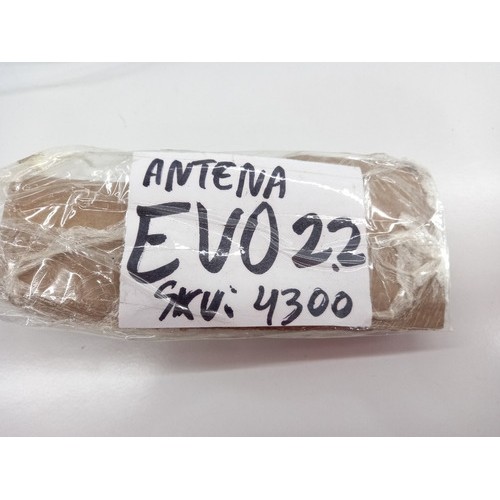 ANTENA
EVO 2.2
SKU: 4300